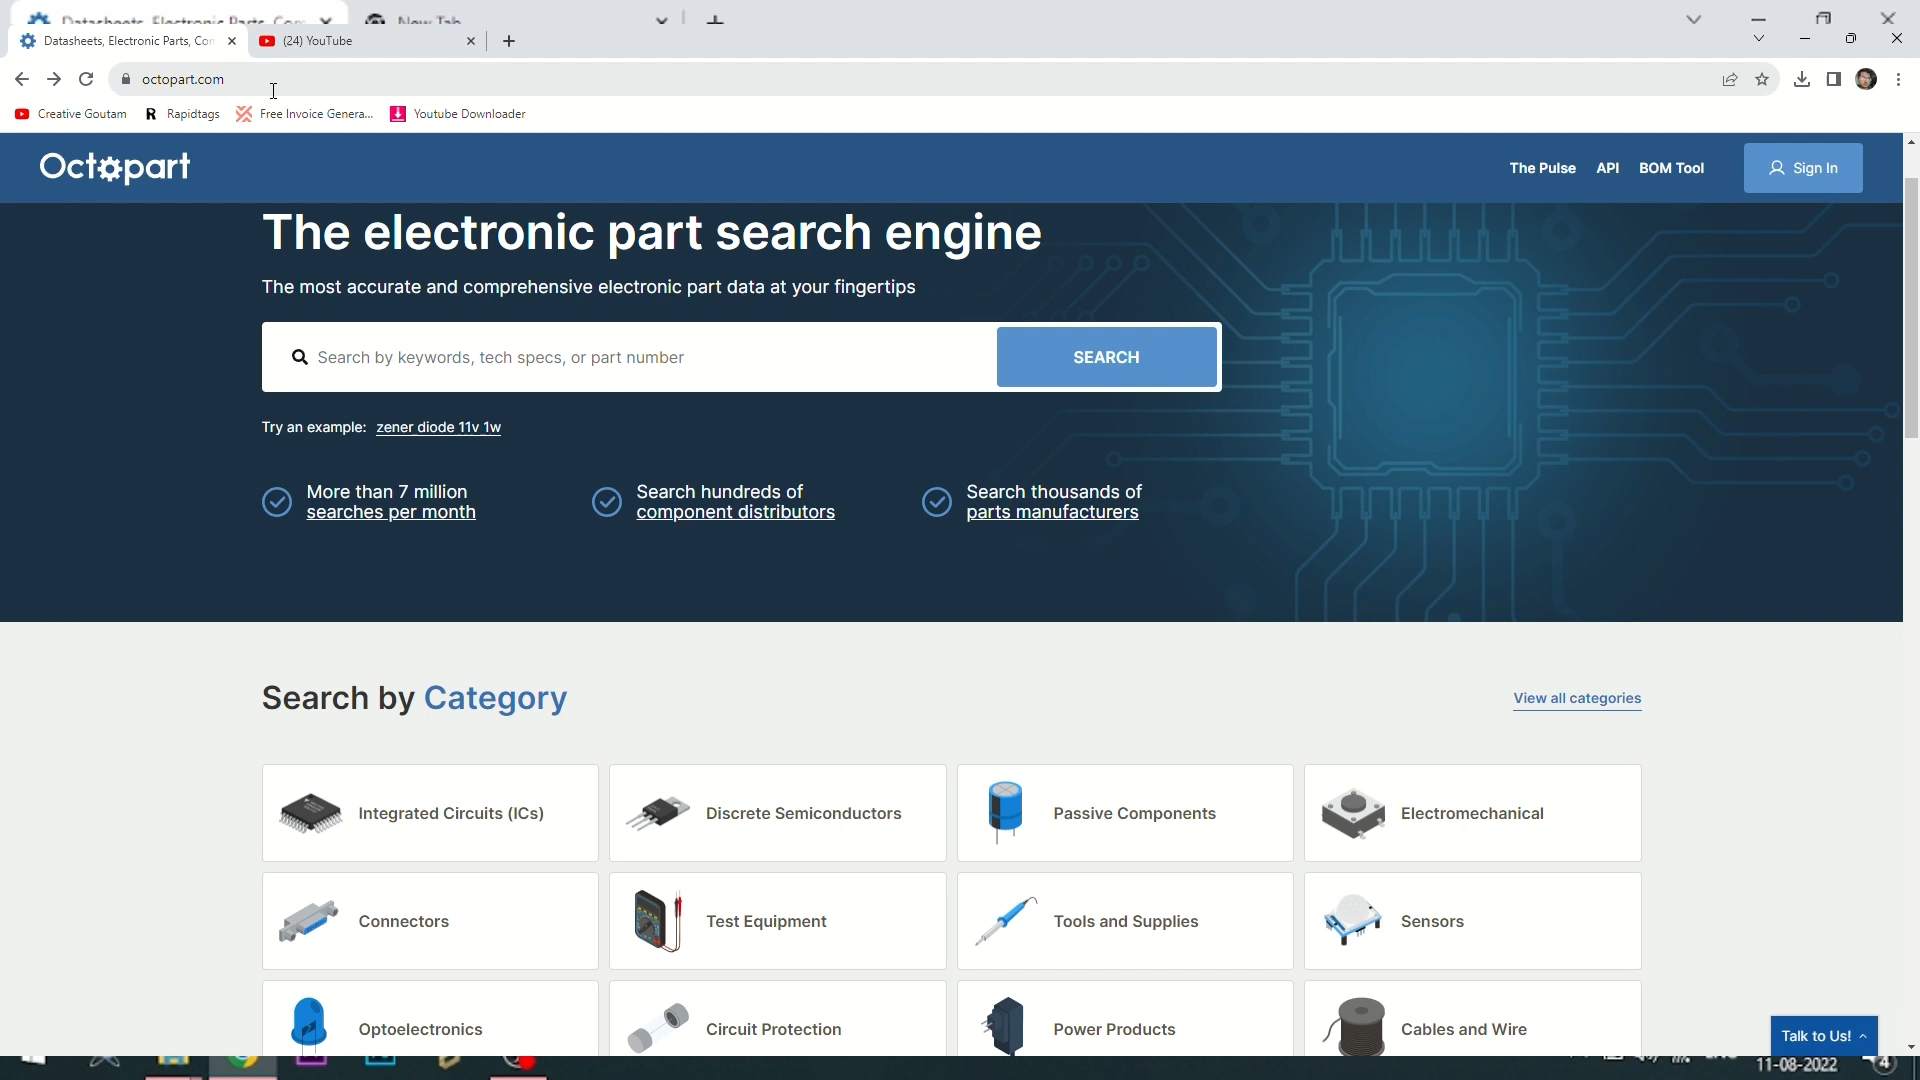 Datasheets, Electronic Parts, Com
New Tab
Datasheets, Electronic Parts, Con
(24) YouTube
octopart.com
Creative Goutam
Rapidtags
Free Invoice Genera...
Youtube Downloader
Octopart
The Pulse
API
BOM Tool
Sign In
The electronic part search engine
The most accurate and comprehensive electronic part data at your fingertips
Search by keywords, tech specs, or part number
SEARCH
Try an example: zener diode 11v 1w
More than 7 million
searches per month
Search hundreds of
component distributors
Search thousands of
parts manufacturers
Search by Category
View all categories
Integrated Circuits (ICs)
Discrete Semiconductors
Passive Components
Electromechanical
Connectors
Test Equipment
Tools and Supplies
Sensors
Optoelectronics
Circuit Protection
Power Products
Cables and Wire
Talk to Us!
11-08-2022
4